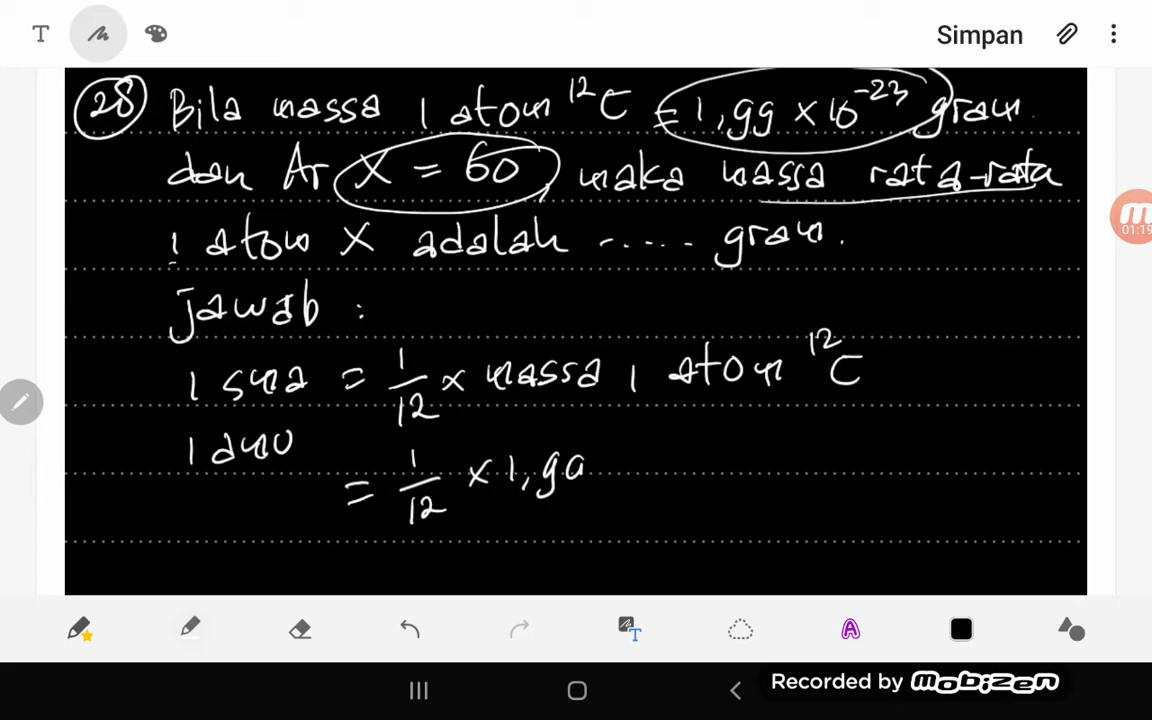 Simpan
28 Bila massa 1 atom ¹²C = 1,99 x 10⁻²³ gram
dan Ar X = 60 maka massa rata-rata
1 atom X adalah ...... gram.
Jawab :
1 sma = 1/12 x massa 1 atom ¹²C
1 amu
= 1/12 x 1,99
01:19
Recorded by mobizen